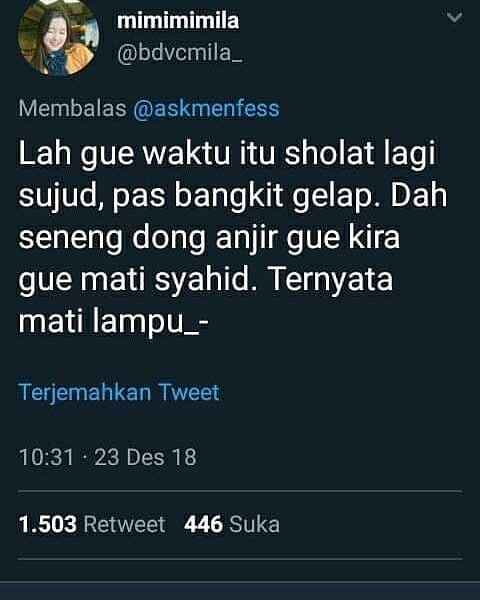 mimimimila
@bdvcmila_
Membalas @askmenfess
Lah gue waktu itu sholat lagi
sujud, pas bangkit gelap. Dah
seneng dong anjir gue kira
gue mati syahid. Ternyata
mati lampu_-
Terjemahkan Tweet
10:31 · 23 Des 18
1.503 Retweet 446 Suka